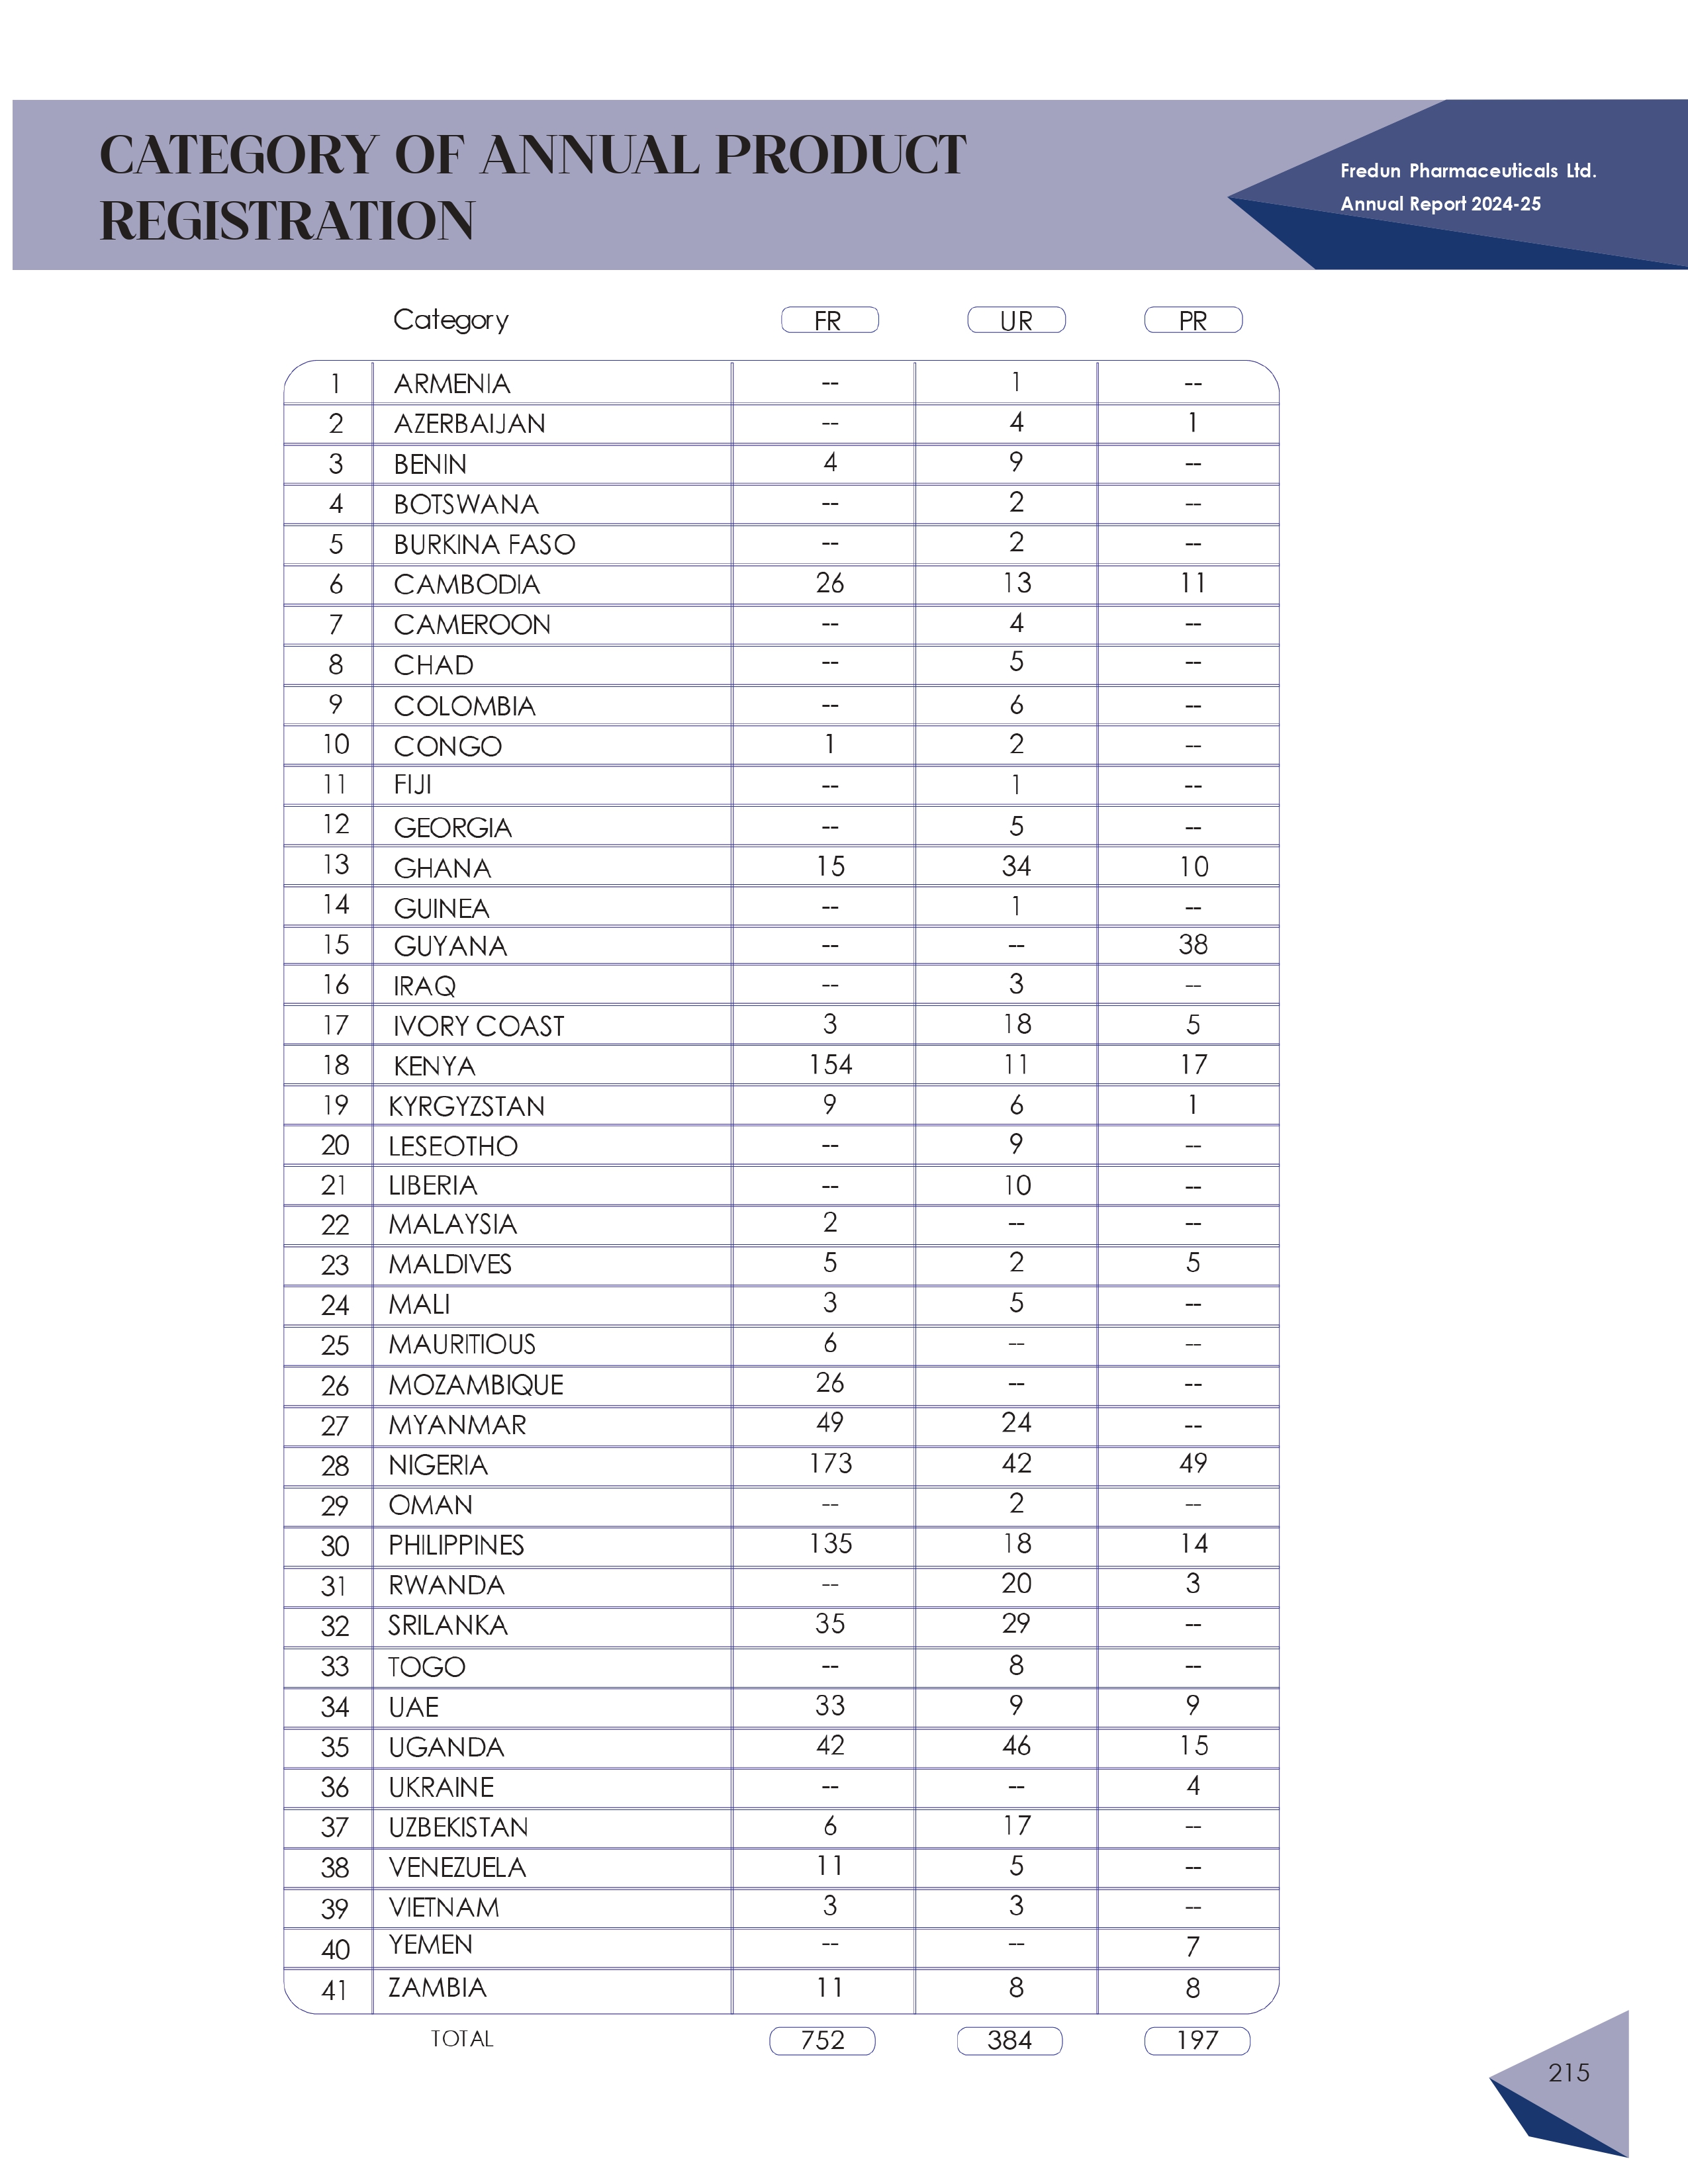 CATEGORY OF ANNUAL PRODUCT
REGISTRATION
Fredun Pharmaceuticals Ltd.
Annual Report 2024-25
Category FR UR PR
1 ARMENIA -- 1 --
2 AZERBAIJAN -- 4 1
3 BENIN 4 9 --
4 BOTSWANA -- 2 --
5 BURKINA FASO -- 2 --
6 CAMBODIA 26 13 11
7 CAMEROON -- 4 --
8 CHAD -- 5 --
9 COLOMBIA -- 6 --
10 CONGO 1 2 --
11 FIJI -- 1 --
12 GEORGIA -- 5 --
13 GHANA 15 34 10
14 GUINEA -- 1 --
15 GUYANA -- -- 38
16 IRAQ -- 3 --
17 IVORY COAST 3 18 5
18 KENYA 154 11 17
19 KYRGYZSTAN 9 6 1
20 LESEOTHO -- 9 --
21 LIBERIA -- 10 --
22 MALAYSIA 2 -- --
23 MALDIVES 5 2 5
24 MALI 3 5 --
25 MAURITIOUS 6 -- --
26 MOZAMBIQUE 26 -- --
27 MYANMAR 49 24 --
28 NIGERIA 173 42 49
29 OMAN -- 2 --
30 PHILIPPINES 135 18 14
31 RWANDA -- 20 3
32 SRILANKA 35 29 --
33 TOGO -- 8 --
34 UAE 33 9 9
35 UGANDA 42 46 15
36 UKRAINE -- -- 4
37 UZBEKISTAN 6 17 --
38 VENEZUELA 11 5 --
39 VIETNAM 3 3 --
40 YEMEN -- -- 7
41 ZAMBIA 11 8 8
TOTAL 752 384 197
215